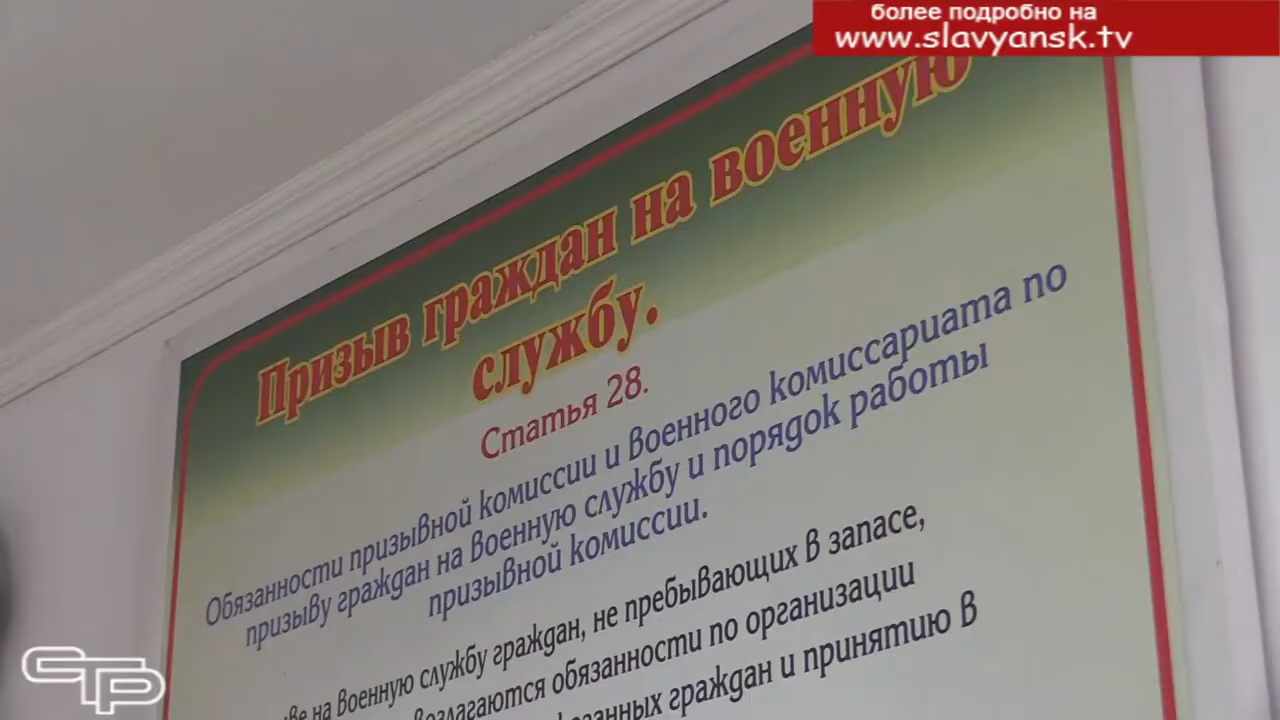 более подробно на
www.slavyansk.tv
Призыв граждан на военную
службу.
Статья 28.
Обязанности призывной комиссии и военного комиссариата по
призыву граждан на военную службу и порядок работы
призывной комиссии.
на военную службу граждан, не пребывающих в запасе,
возлагаются обязанности по организации
граждан и принятию в
СТР